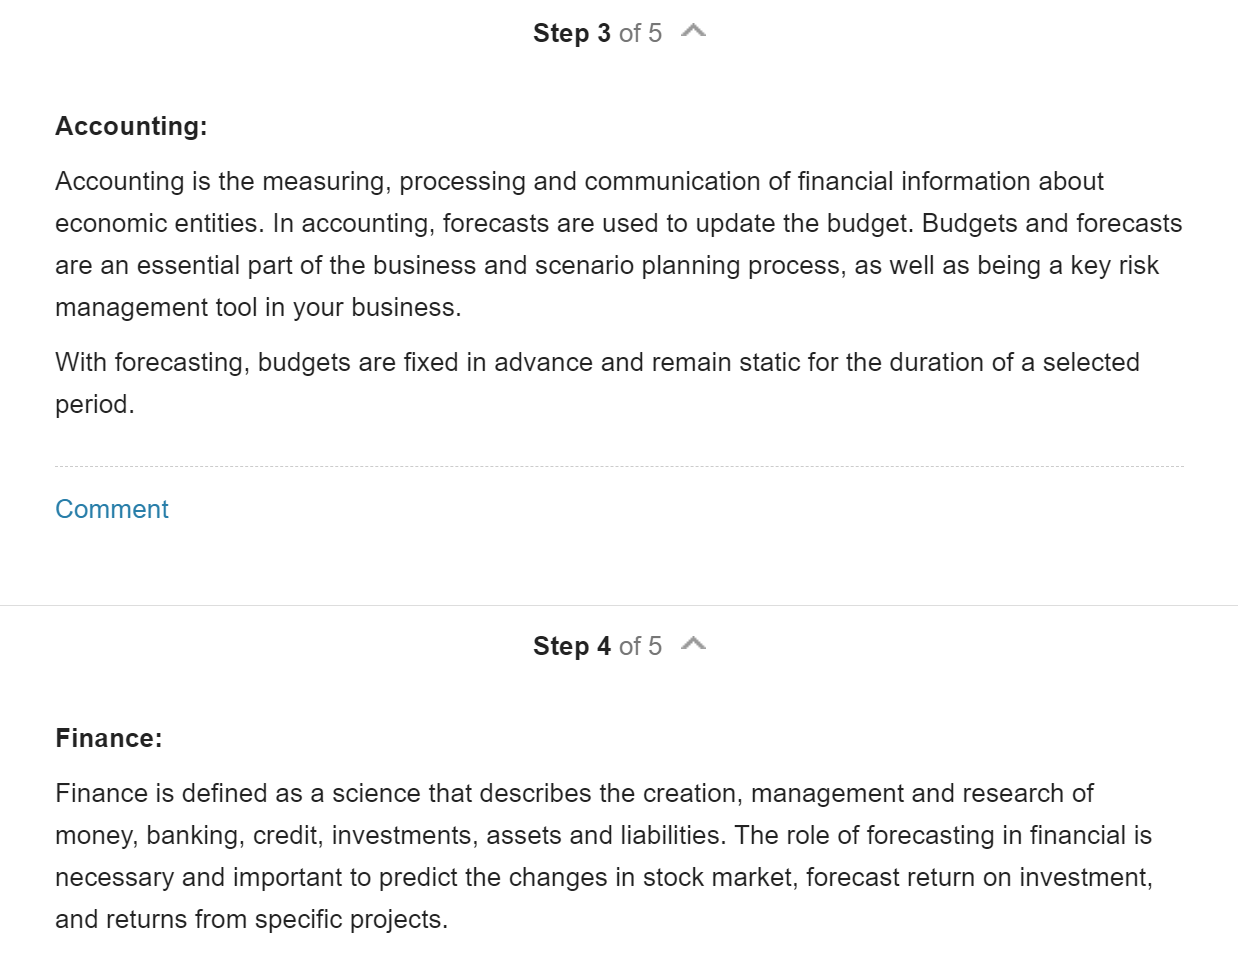 Step 3 of 5
Accounting:
Accounting is the measuring, processing and communication of financial information about
economic entities. In accounting, forecasts are used to update the budget. Budgets and forecasts
are an essential part of the business and scenario planning process, as well as being a key risk
management tool in your business.
With forecasting, budgets are fixed in advance and remain static for the duration of a selected
period.
Comment
Step 4 of 5
Finance:
Finance is defined as a science that describes the creation, management and research of
money, banking, credit, investments, assets and liabilities. The role of forecasting in financial is
necessary and important to predict the changes in stock market, forecast return on investment,
and returns from specific projects.